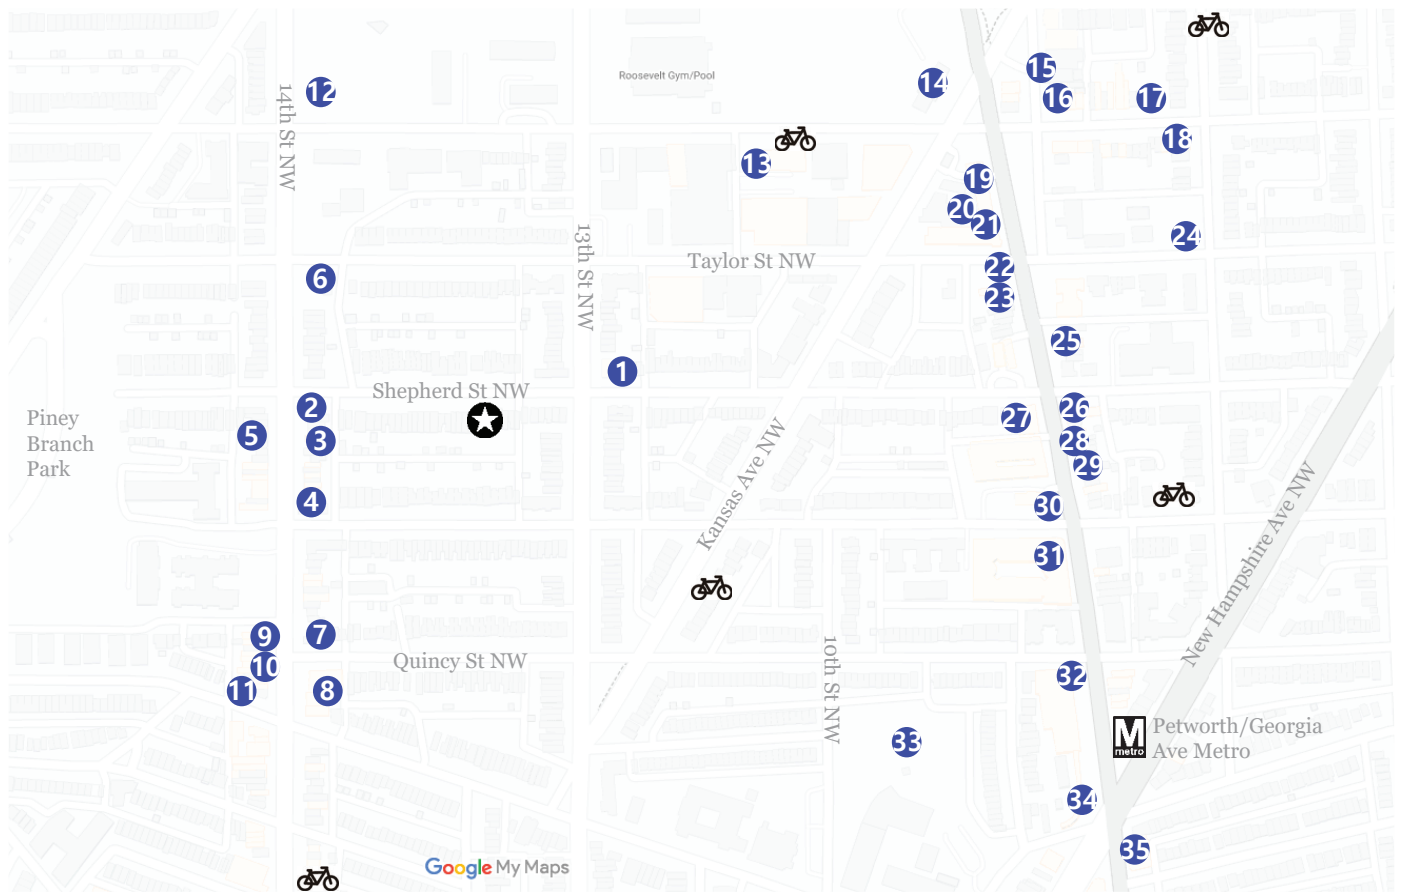 15
Roosevelt Gym/Pool
14
12
16
17
14th St NW
18
13
19
20
21
13th St NW
24
Taylor St NW
22
6
23
25
1
Shepherd St NW
2
26
Piney
Branch
Park
5
3
27
28
29
4
30
Kansas Ave NW
31
New Hampshire Ave NW
9
7
10
Quincy St NW
11
8
32
10th St NW
33
M
metro
Petworth/Georgia
Ave Metro
34
35
Google My Maps